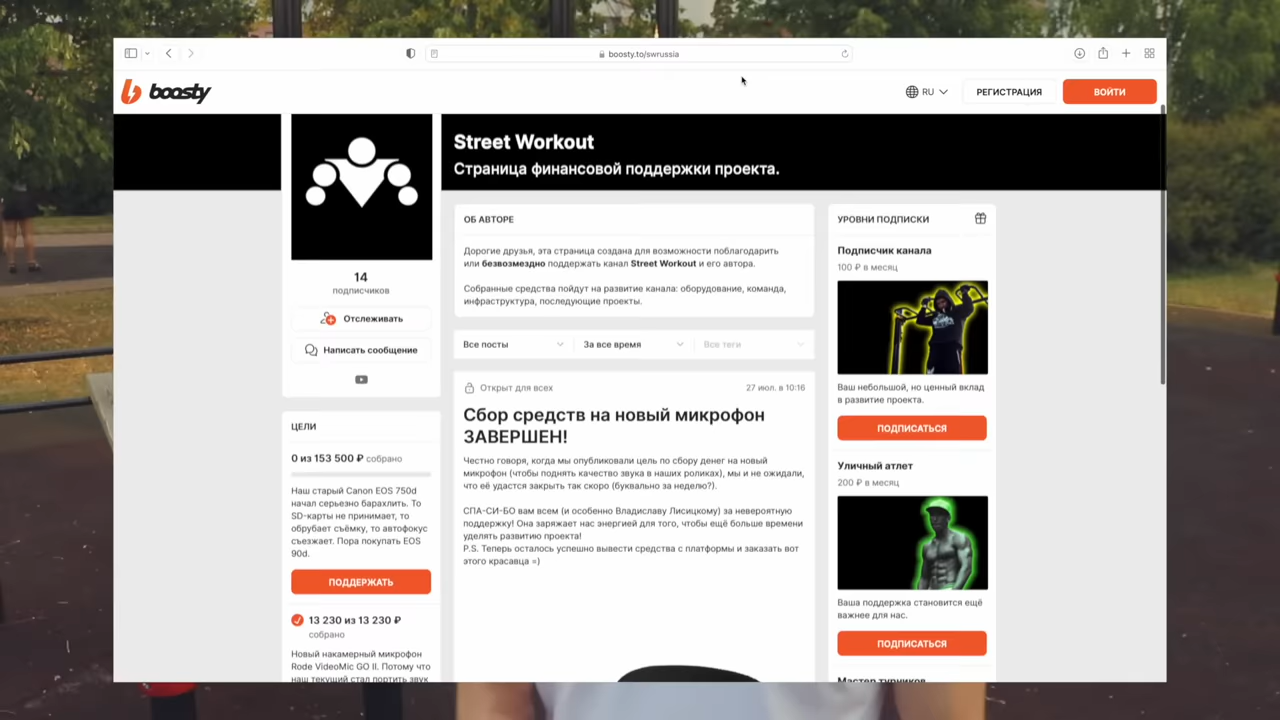 boosty.to/swrussia
boosty
RU
РЕГИСТРАЦИЯ
ВОЙТИ
Street Workout
Страница финансовой поддержки проекта.
14
подписчиков
Отслеживать
Написать сообщение
ЦЕЛИ
0 из 153 500 ₽ собрано
Наш старый Canon EOS 750d
начал серьезно барахлить. То
SD-карты не принимает, то
обрубает съёмку, то автофокус
съезжает. Пора покупать EOS
90d.
ПОДДЕРЖАТЬ
13 230 из 13 230 ₽
собрано
Новый накамерный микрофон
Rode VideoMic GO II. Потому что
наш текущий стал портить звук
ОБ АВТОРЕ
Дорогие друзья, эта страница создана для возможности поблагодарить
или безвозмездно поддержать канал Street Workout и его автора.
Собранные средства пойдут на развитие канала: оборудование, команда,
инфраструктура, последующие проекты.
Все посты
За все время
Все теги
Открыт для всех
27 июл. в 10:16
Сбор средств на новый микрофон
ЗАВЕРШЕН!
Честно говоря, когда мы опубликовали цель по сбору денег на новый
микрофон (чтобы поднять качество звука в наших роликах), мы и не ожидали,
что её удастся закрыть так скоро (буквально за неделю?).
СПА-СИ-БО вам всем (и особенно Владиславу Лисицкому) за невероятную
поддержку! Она заряжает нас энергией для того, чтобы ещё больше времени
уделять развитию проекта!
P.S. Теперь осталось успешно вывести средства с платформы и заказать вот
этого красавца =)
УРОВНИ ПОДПИСКИ
Подписчик канала
100 ₽ в месяц
Ваш небольшой, но ценный вклад
в развитие проекта.
ПОДПИСАТЬСЯ
Уличный атлет
200 ₽ в месяц
Ваша поддержка становится ещё
важнее для нас.
ПОДПИСАТЬСЯ
Мастер турников